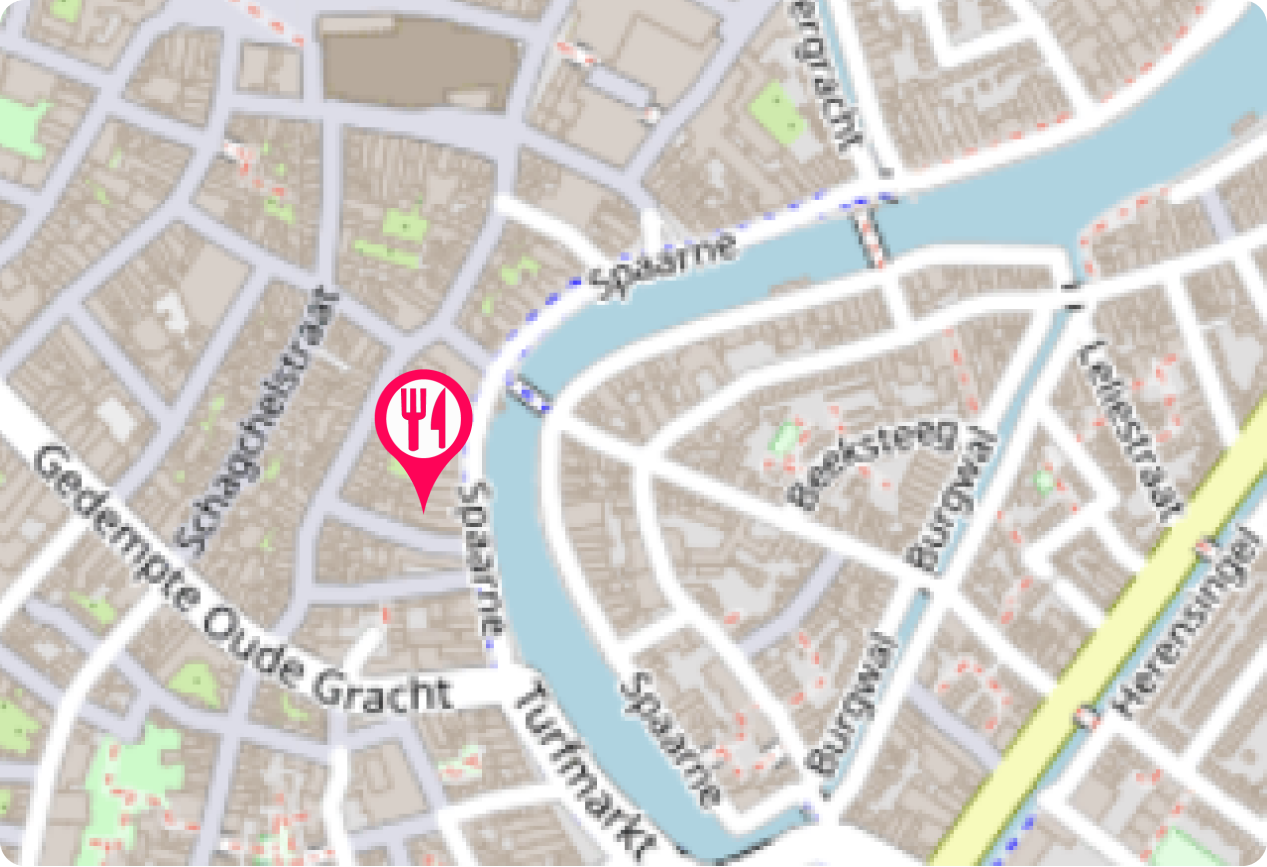 ergracht
Spaarne
Schagchelstraat
Leliestraat
Beeksteeg
Burgwal
Gedempte Oude Gracht
Spaarne
Herensingel
Burgwal
Spaarne
Turfmarkt